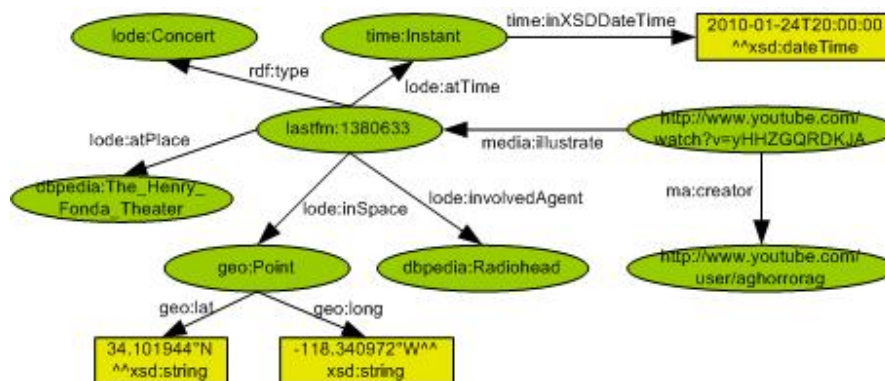 time:inXSDDateTime
2010-01-24T20:00:00
^^xsd:dateTime
lode:Concert
time:Instant
rdf:type
lode:atTime
http://www.youtube.com/
watch?v=yHHZGQRDKJA
lastfm:1380633
media:illustrate
lode:atPlace
dbpedia:The_Henry_
Fonda_Theater
ma:creator
lode:inSpace
lode:involvedAgent
geo:Point
dbpedia:Radiohead
http://www.youtube.com/
user/aghorrorag
geo:lat
geo:long
34.101944°N
^^xsd:string
-118.340972°W^^
xsd:string